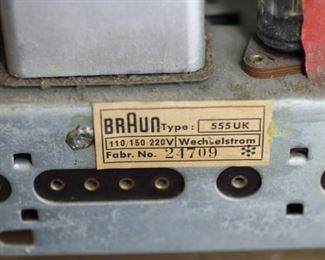 BRAUN Type: 555UK
110/150 220V Wechselstrom
Fabr. No. 24709